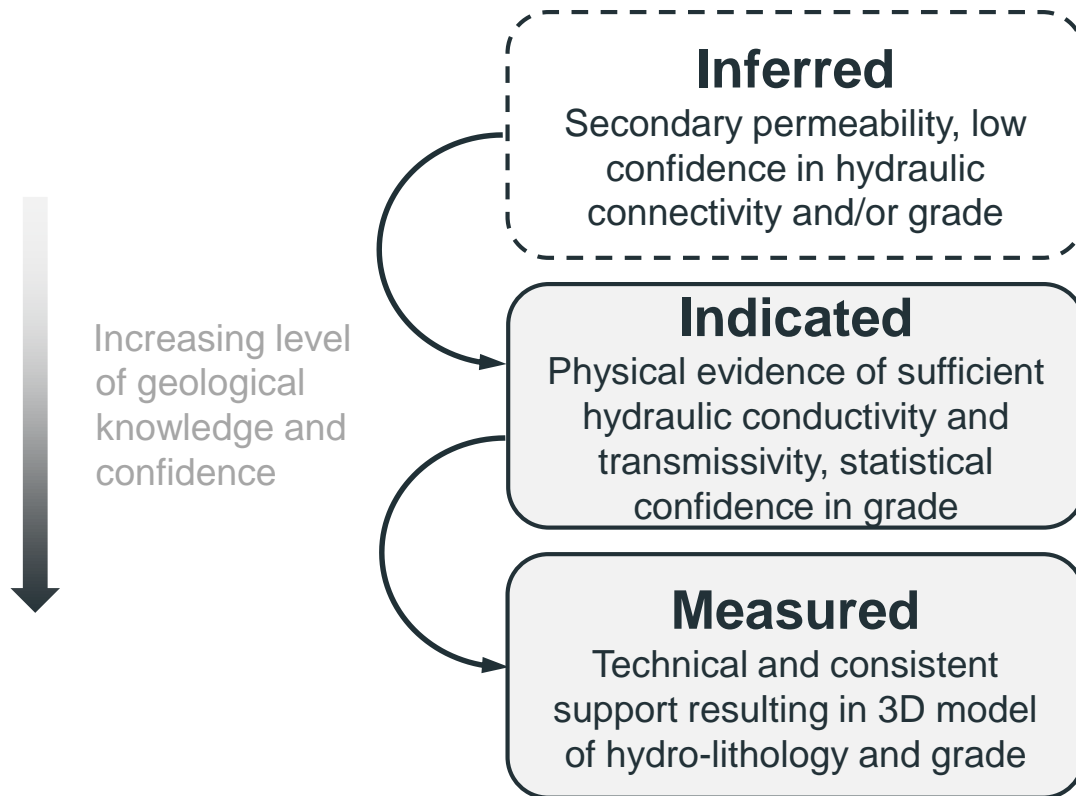 Inferred
Secondary permeability, low
confidence in hydraulic
connectivity and/or grade
Increasing level
of geological
knowledge and
confidence
Indicated
Physical evidence of sufficient
hydraulic conductivity and
transmissivity, statistical
confidence in grade
Measured
Technical and consistent
support resulting in 3D model
of hydro-lithology and grade